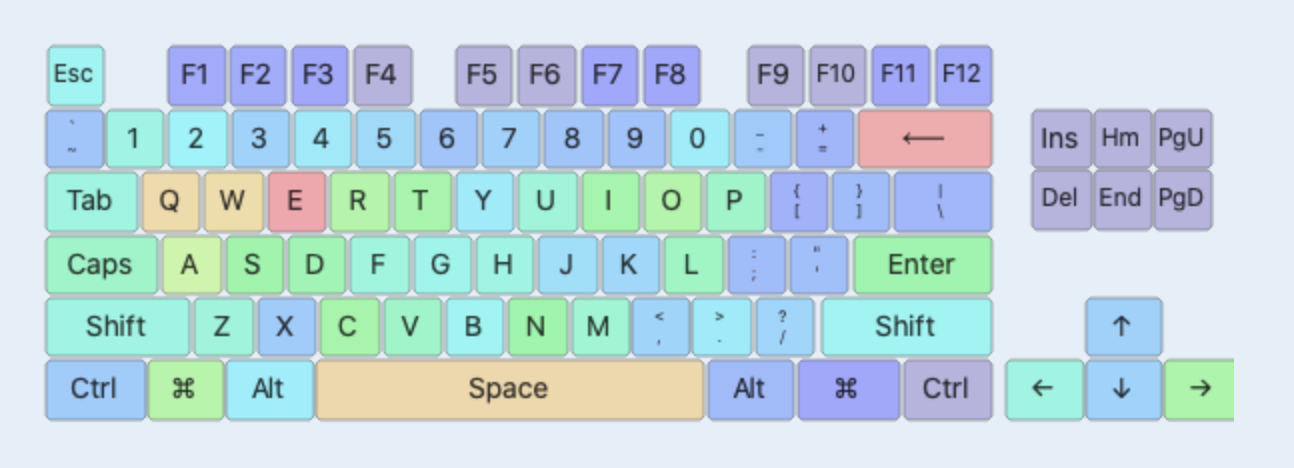 Esc F1 F2 F3 F4 F5 F6 F7 F8 F9 F10 F11 F12
` ~ 1 2 3 4 5 6 7 8 9 0 - - + = ← Ins Hm PgU
Tab Q W E R T Y U I O P { [ } ] | \ Del End PgD
Caps A S D F G H J K L : ; " ' Enter
Shift Z X C V B N M < , > . ? / Shift ↑
Ctrl ⌘ Alt Space Alt ⌘ Ctrl ← ↓ →